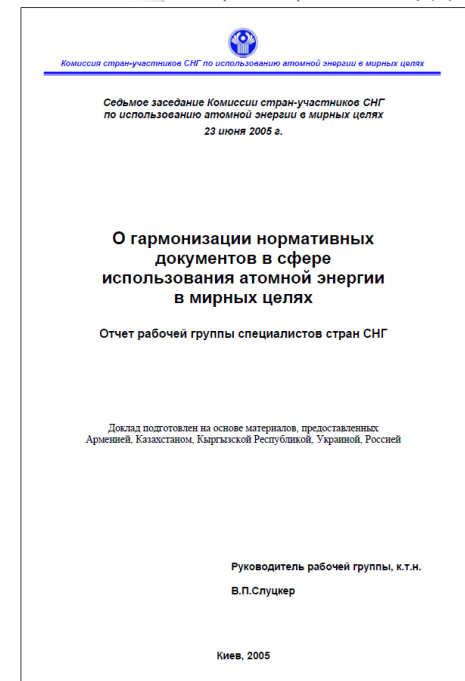 Комиссия стран-участников СНГ по использованию атомной энергии в мирных целях
Седьмое заседание Комиссии стран-участников СНГ
по использованию атомной энергии в мирных целях
23 июня 2005 г.
О гармонизации нормативных
документов в сфере
использования атомной энергии
в мирных целях
Отчет рабочей группы специалистов стран СНГ
Доклад подготовлен на основе материалов, предоставленных
Арменией, Казахстаном, Кыргызской Республикой, Украиной, Россией
Руководитель рабочей группы, к.т.н.
В.П.Слуцкер
Киев, 2005